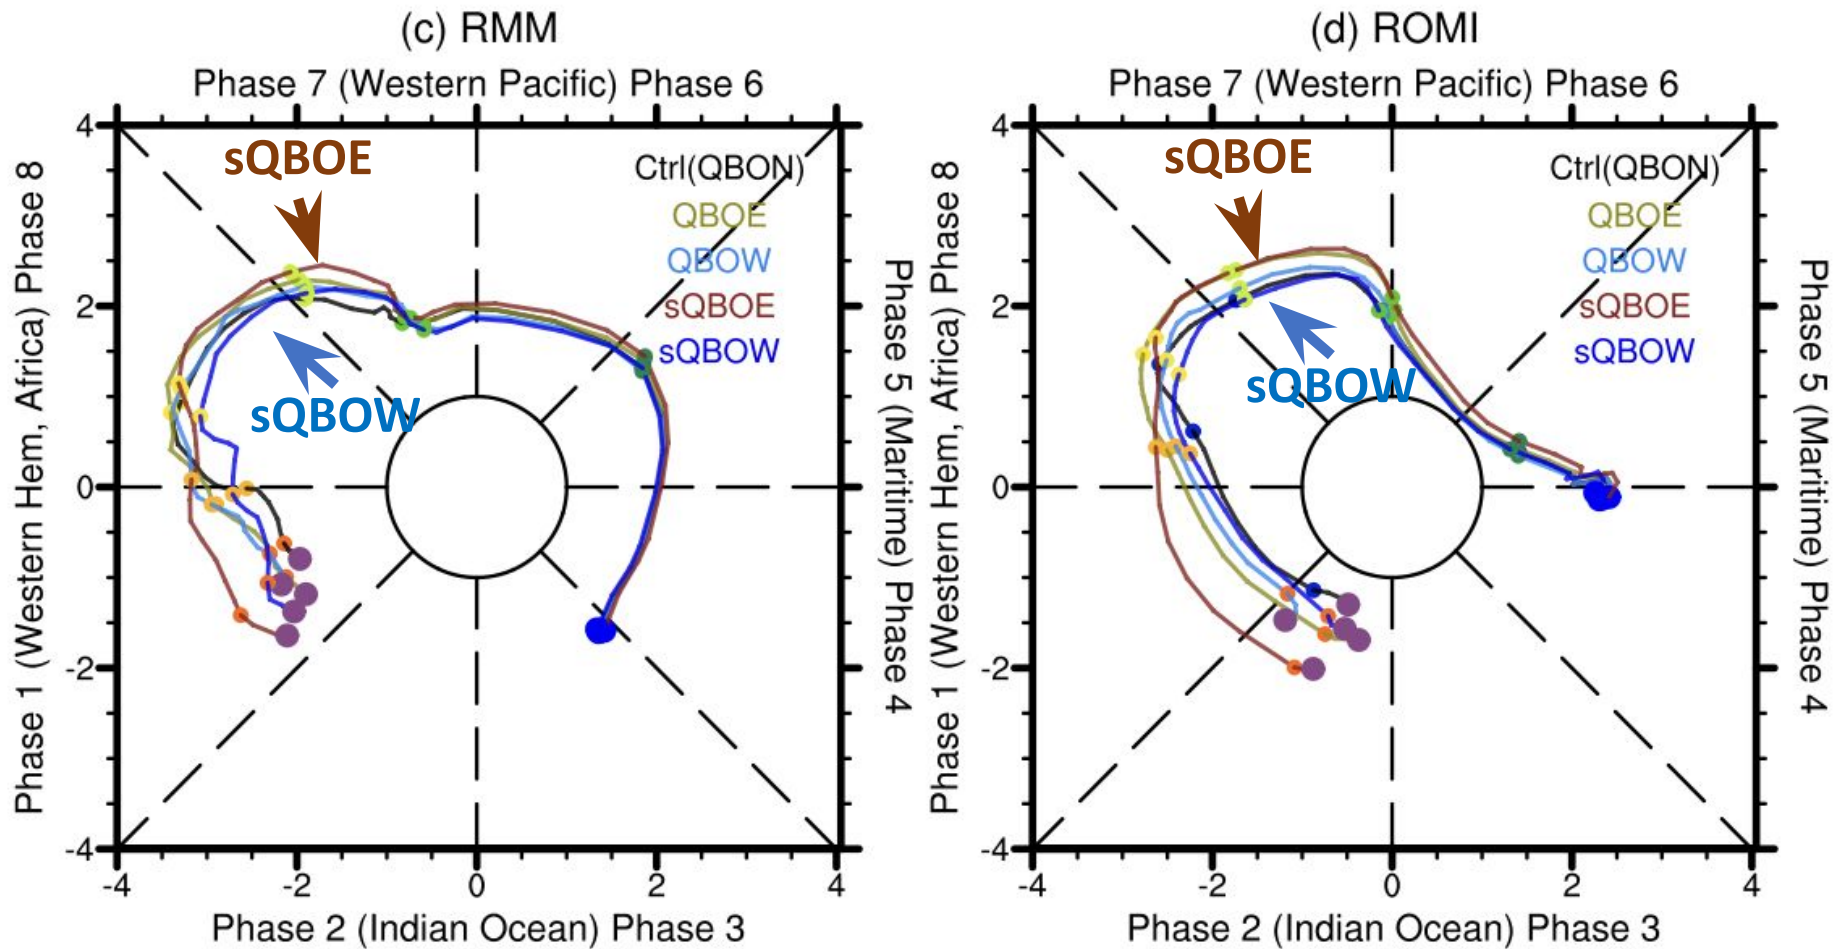 (c) RMM
Phase 7 (Western Pacific) Phase 6
Phase 1 (Western Hem, Africa) Phase 8
Phase 5 (Maritime) Phase 4
4
2
0
-2
-4
sQBOE
sQBOW
Ctrl(QBON)
QBOE
QBOW
sQBOE
sQBOW
-4 -2 0 2 4
Phase 2 (Indian Ocean) Phase 3
(d) ROMI
Phase 7 (Western Pacific) Phase 6
Phase 1 (Western Hem, Africa) Phase 8
Phase 5 (Maritime) Phase 4
4
2
0
-2
-4
sQBOE
sQBOW
Ctrl(QBON)
QBOE
QBOW
sQBOE
sQBOW
-4 -2 0 2 4
Phase 2 (Indian Ocean) Phase 3